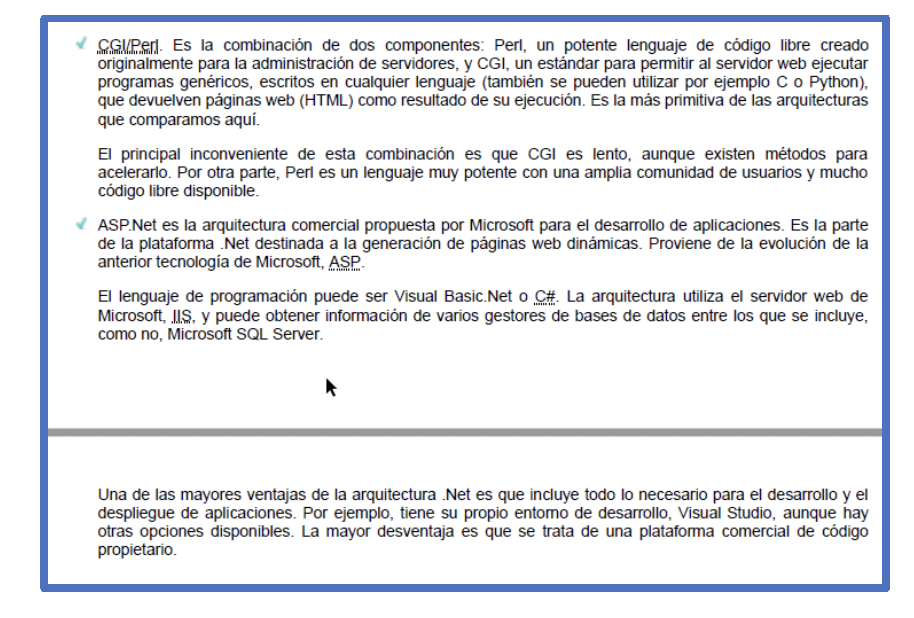 CGI/Perl. Es la combinación de dos componentes: Perl, un potente lenguaje de código libre creado
originalmente para la administración de servidores, y CGI, un estándar para permitir al servidor web ejecutar
programas genéricos, escritos en cualquier lenguaje (también se pueden utilizar por ejemplo C o Python),
que devuelven páginas web (HTML) como resultado de su ejecución. Es la más primitiva de las arquitecturas
que comparamos aquí.
El principal inconveniente de esta combinación es que CGI es lento, aunque existen métodos para
acelerarlo. Por otra parte, Perl es un lenguaje muy potente con una amplia comunidad de usuarios y mucho
código libre disponible.
ASP.Net es la arquitectura comercial propuesta por Microsoft para el desarrollo de aplicaciones. Es la parte
de la plataforma .Net destinada a la generación de páginas web dinámicas. Proviene de la evolución de la
anterior tecnología de Microsoft, ASP.
El lenguaje de programación puede ser Visual Basic.Net o C#. La arquitectura utiliza el servidor web de
Microsoft, IIS, y puede obtener información de varios gestores de bases de datos entre los que se incluye,
como no, Microsoft SQL Server.
Una de las mayores ventajas de la arquitectura .Net es que incluye todo lo necesario para el desarrollo y el
despliegue de aplicaciones. Por ejemplo, tiene su propio entorno de desarrollo, Visual Studio, aunque hay
otras opciones disponibles. La mayor desventaja es que se trata de una plataforma comercial de código
propietario.